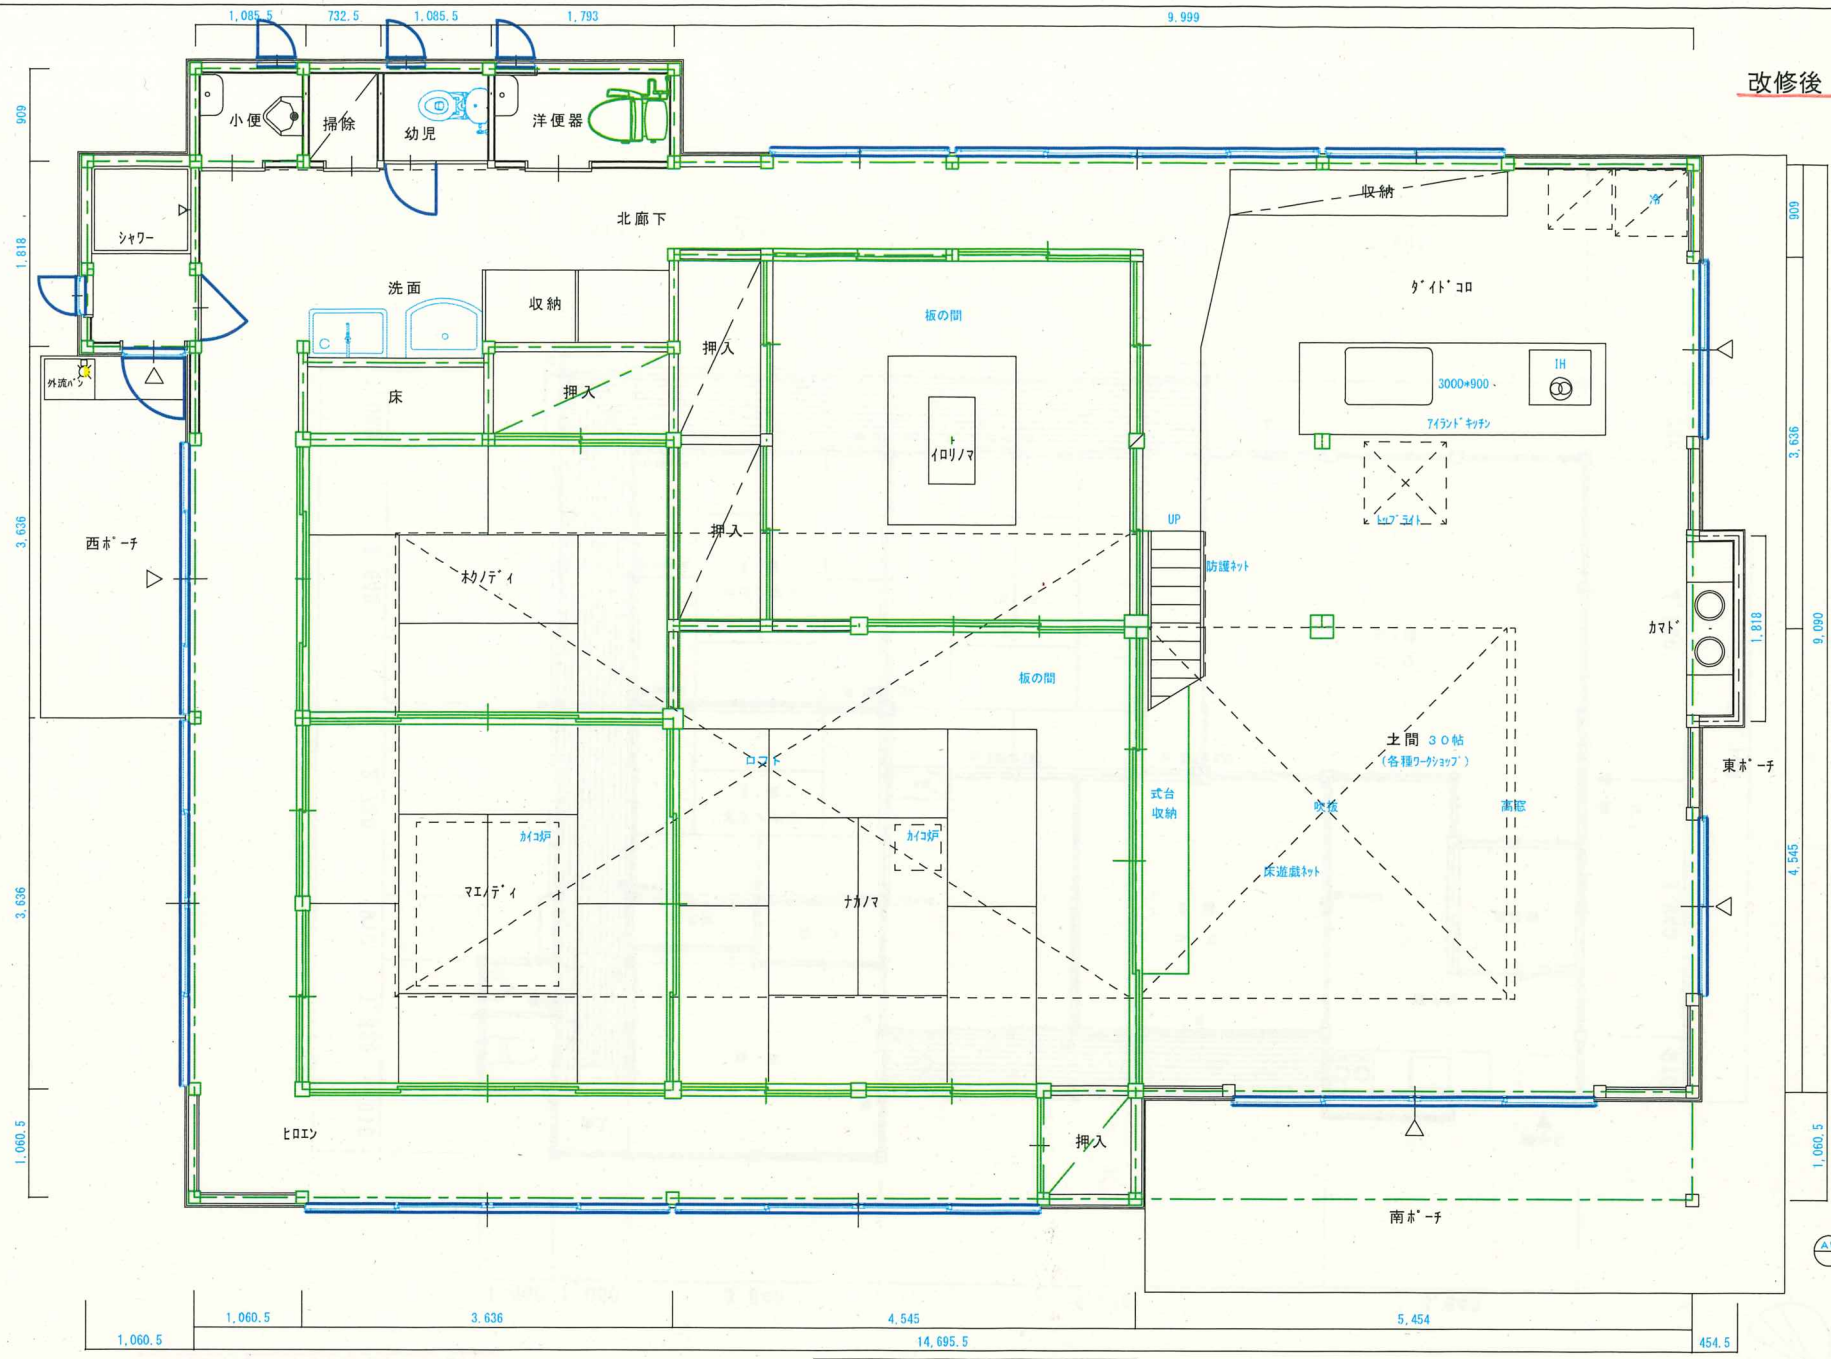 1,085.5
732.5
1,085.5
1,793
9.999
改修後
909
小便
掃除
幼児
洋便器
収納
冷
909
シャワー
北廊下
1,818
洗面
収納
板の間
ダイドコロ
押入
IH
3000*900
外流パン
床
押入
アイランドキッチン
3,636
イロリノマ
3,636
西ポーチ
押入
UP
トップライト
ホクノディ
防護ネット
カマド
1,818
9,090
板の間
土間 30帖
(各種ワークショップ)
ロフト
東ポーチ
式台
収納
吹抜
高窓
カイコ炉
カイコ炉
床遊戯ネット
4,545
マエノディ
ナカノマ
3,636
ヒロエン
押入
1,060.5
1,060.5
南ポーチ
1,060.5
3.636
4,545
5,454
1,060.5
14,695.5
454.5